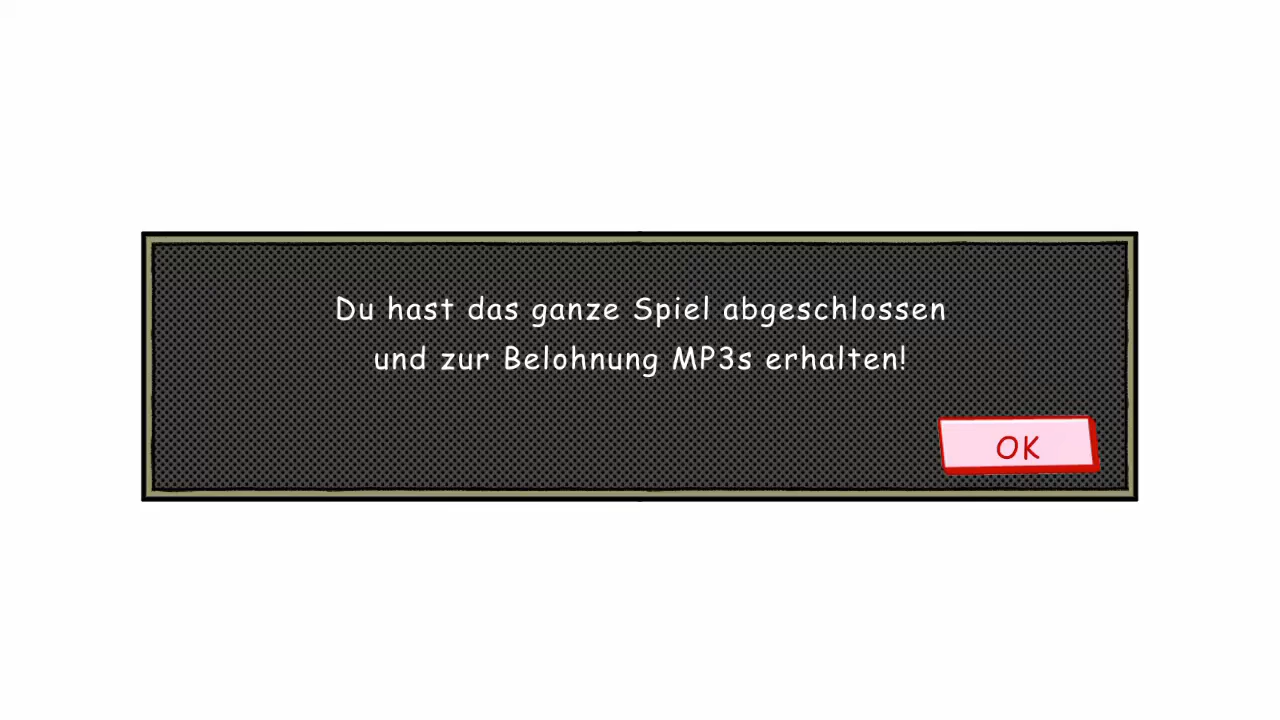 Du hast das ganze Spiel abgeschlossen
und zur Belohnung MP3s erhalten!
OK